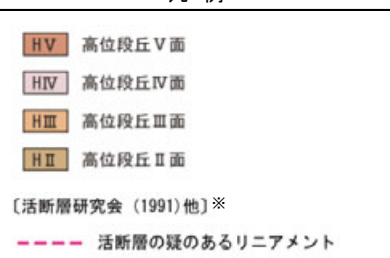 凡 例
HⅤ 高位段丘Ⅴ面
HⅣ 高位段丘Ⅳ面
HⅢ 高位段丘Ⅲ面
HⅡ 高位段丘Ⅱ面
〔活断層研究会（1991)他〕※
活断層の疑のあるリニアメント